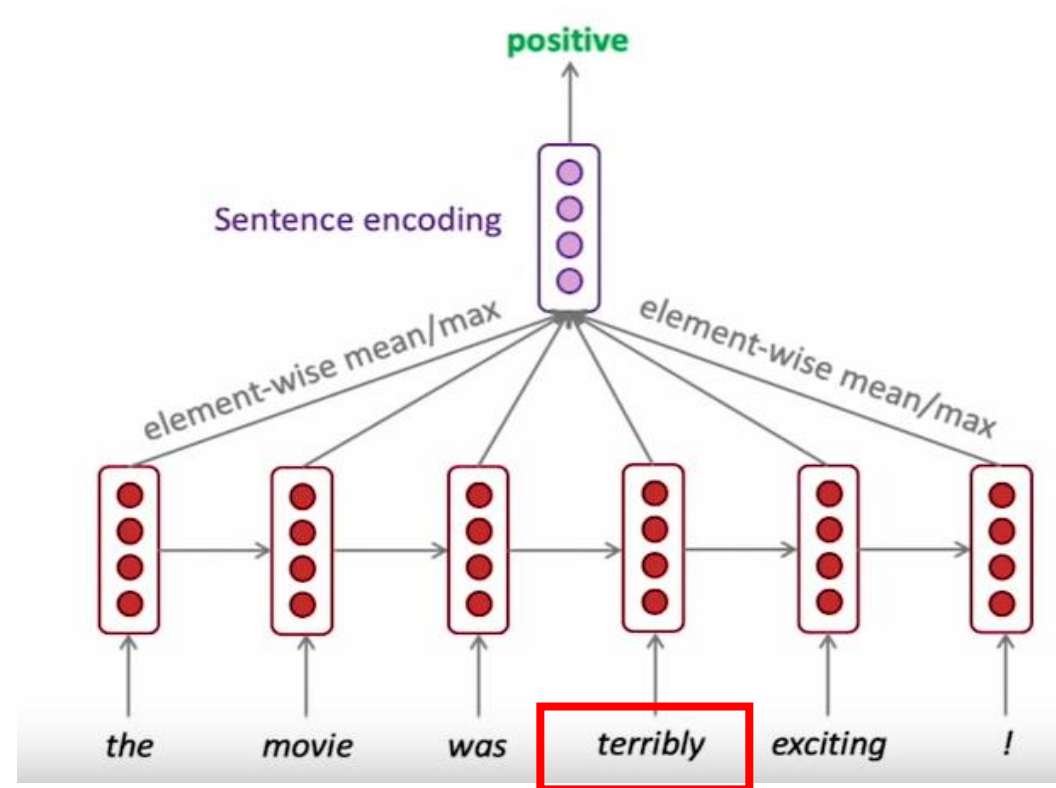 positive
Sentence encoding
element-wise mean/max
element-wise mean/max
the movie was terribly exciting !